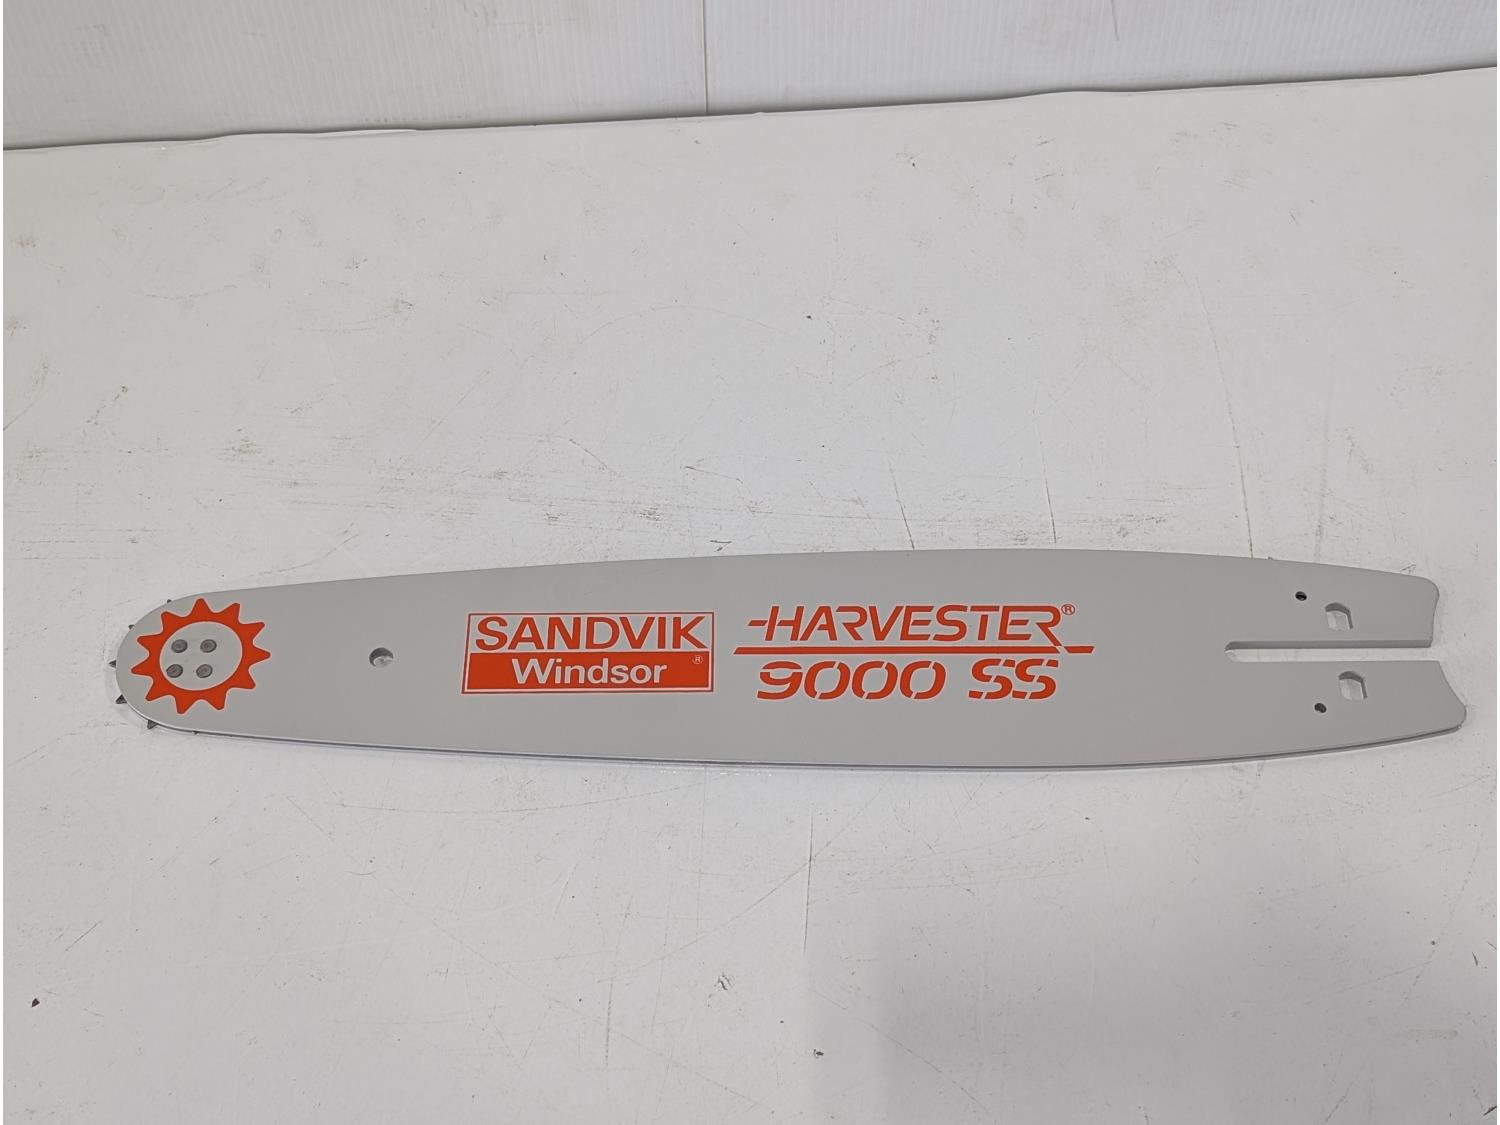 SANDVIK
Windsor ®
HARVESTER®
9000 SS